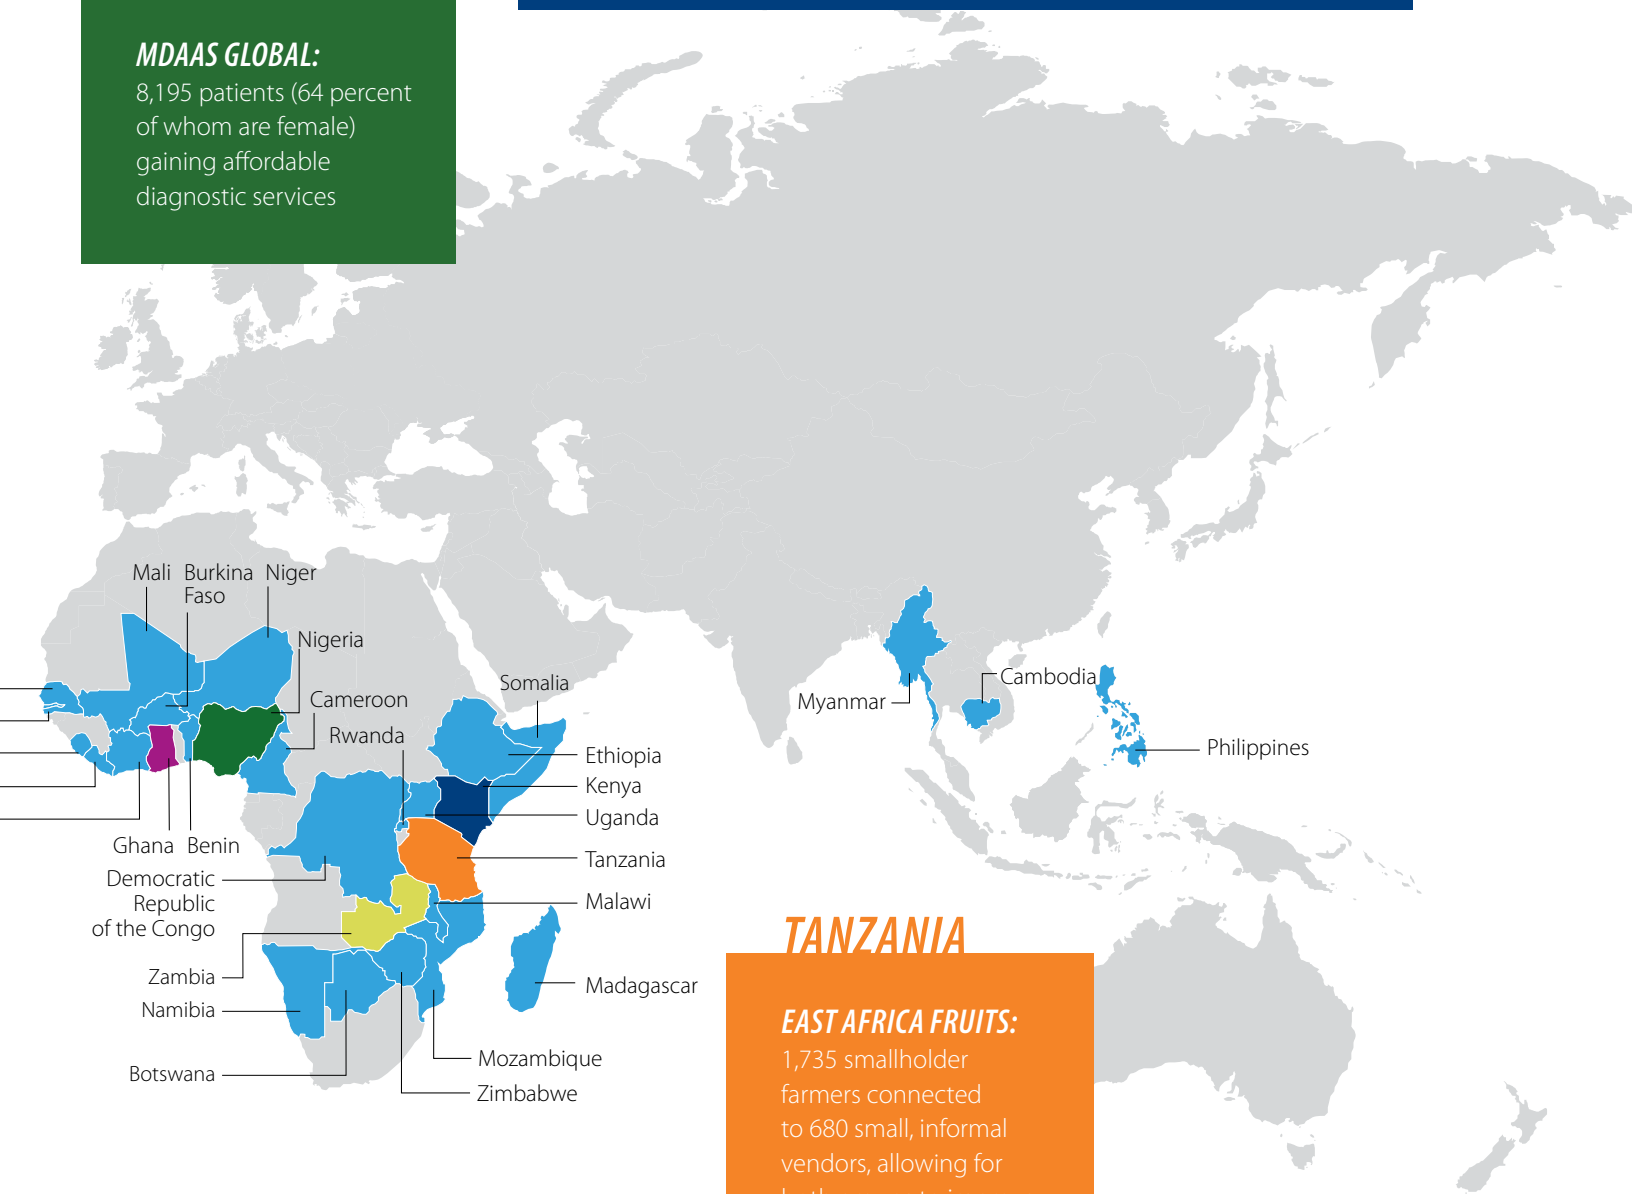 MDAAS GLOBAL:
8,195 patients (64 percent
of whom are female)
gaining affordable
diagnostic services
Mali
Burkina
Faso
Niger
Nigeria
Cameroon
Rwanda
Somalia
Ethiopia
Kenya
Uganda
Tanzania
Malawi
Madagascar
Mozambique
Zimbabwe
Ghana
Benin
Democratic
Republic
of the Congo
Zambia
Namibia
Botswana
Myanmar
Cambodia
Philippines
TANZANIA
EAST AFRICA FRUITS:
1,735 smallholder
farmers connected
to 680 small, informal
vendors, allowing for